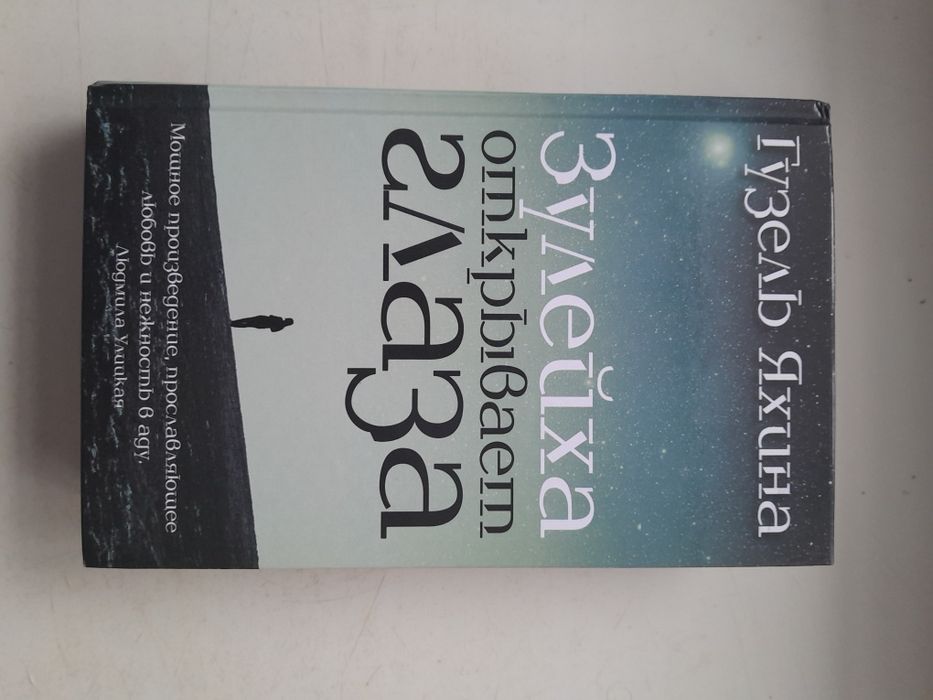 Гузель Яхина
Зулейха
открывает
глаза
Мощное произведение, прославляющее
любовь и нежность в аду.
Людмила Улицкая